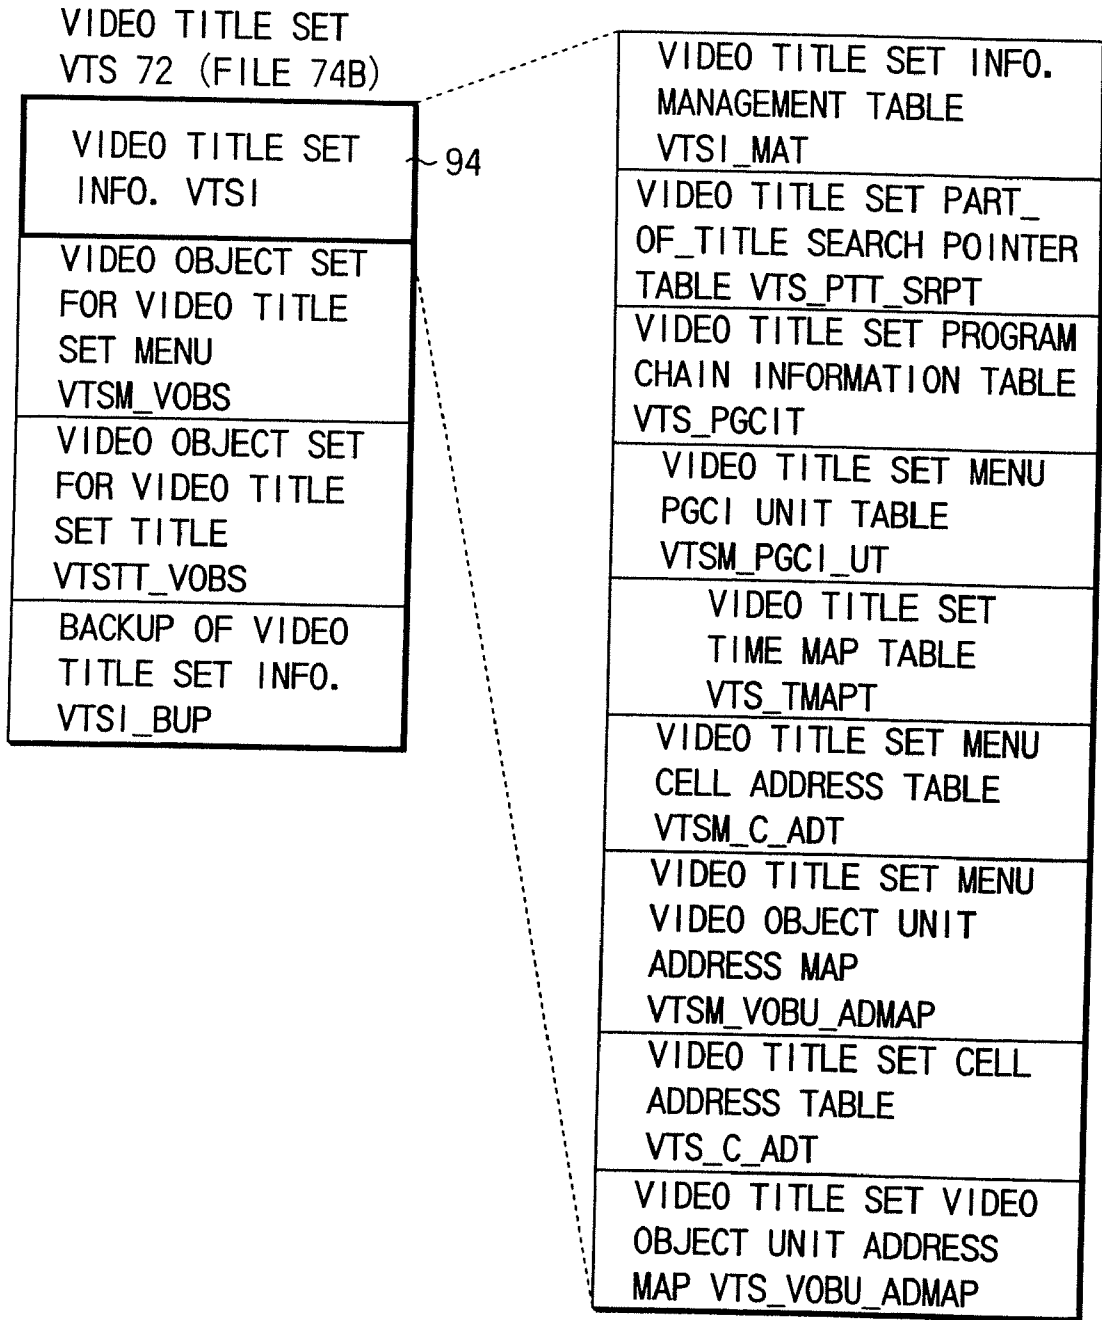 VIDEO TITLE SET
VTS 72 (FILE 74B)
VIDEO TITLE SET
INFO. VTSI
94
VIDEO OBJECT SET
FOR VIDEO TITLE
SET MENU
VTSM_VOBS
VIDEO OBJECT SET
FOR VIDEO TITLE
SET TITLE
VTSTT_VOBS
BACKUP OF VIDEO
TITLE SET INFO.
VTSI_BUP
VIDEO TITLE SET INFO.
MANAGEMENT TABLE
VTSI_MAT
VIDEO TITLE SET PART_
OF_TITLE SEARCH POINTER
TABLE VTS_PTT_SRPT
VIDEO TITLE SET PROGRAM
CHAIN INFORMATION TABLE
VTS_PGCIT
VIDEO TITLE SET MENU
PGCI UNIT TABLE
VTSM_PGCI_UT
VIDEO TITLE SET
TIME MAP TABLE
VTS_TMAPT
VIDEO TITLE SET MENU
CELL ADDRESS TABLE
VTSM_C_ADT
VIDEO TITLE SET MENU
VIDEO OBJECT UNIT
ADDRESS MAP
VTSM_VOBU_ADMAP
VIDEO TITLE SET CELL
ADDRESS TABLE
VTS_C_ADT
VIDEO TITLE SET VIDEO
OBJECT UNIT ADDRESS
MAP VTS_VOBU_ADMAP